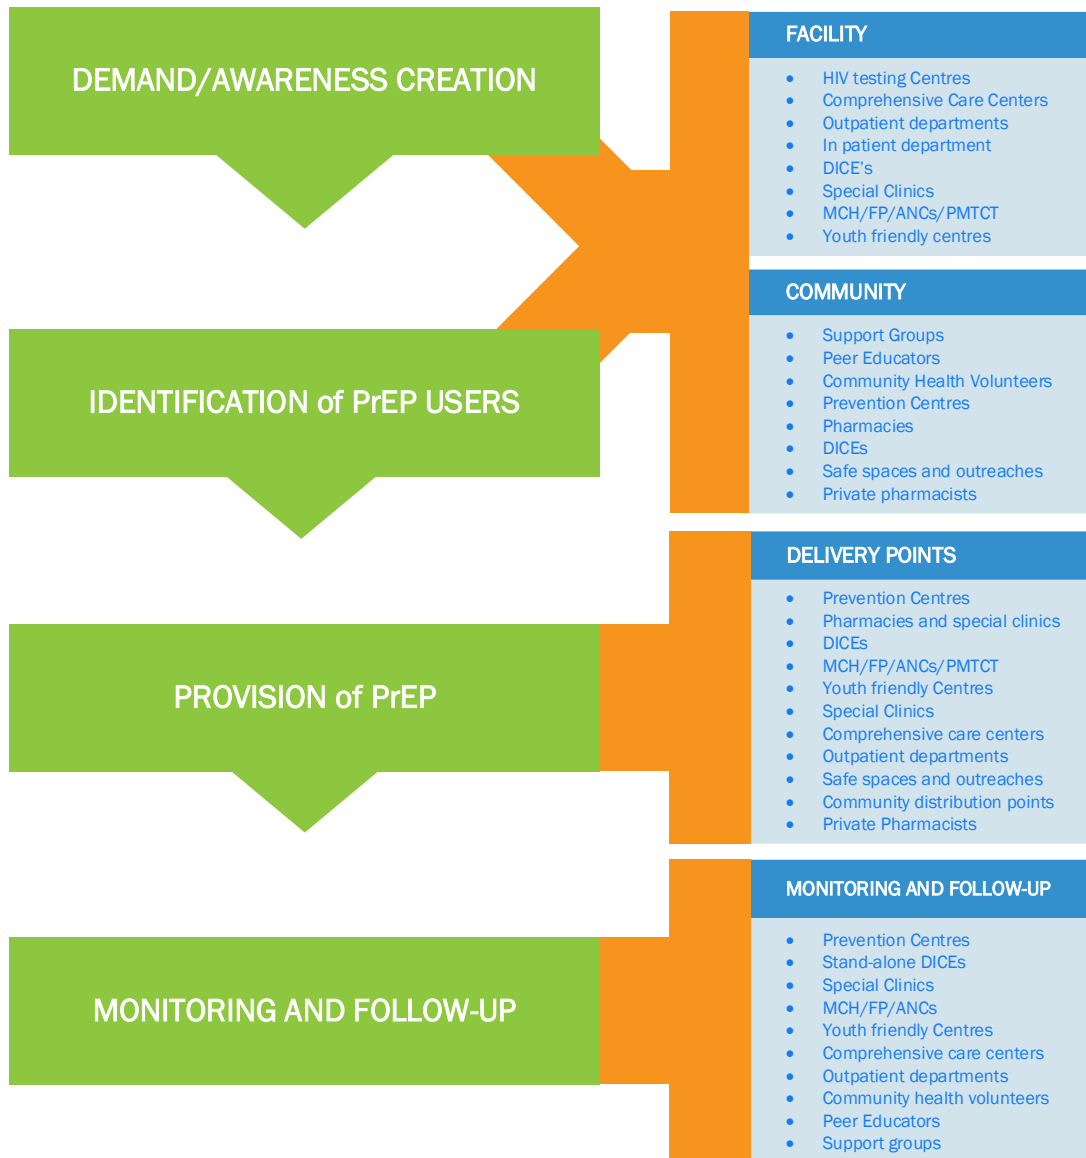 DEMAND/AWARENESS CREATION
FACILITY
• HIV testing Centres
• Comprehensive Care Centers
• Outpatient departments
• In patient department
• DICE's
• Special Clinics
• MCH/FP/ANCs/PMTCT
• Youth friendly centres
IDENTIFICATION of PrEP USERS
COMMUNITY
• Support Groups
• Peer Educators
• Community Health Volunteers
• Prevention Centres
• Pharmacies
• DICEs
• Safe spaces and outreaches
• Private pharmacists
PROVISION of PrEP
DELIVERY POINTS
• Prevention Centres
• Pharmacies and special clinics
• DICEs
• MCH/FP/ANCs/PMTCT
• Youth friendly Centres
• Special Clinics
• Comprehensive care centers
• Outpatient departments
• Safe spaces and outreaches
• Community distribution points
• Private Pharmacists
MONITORING AND FOLLOW-UP
MONITORING AND FOLLOW-UP
• Prevention Centres
• Stand-alone DICEs
• Special Clinics
• MCH/FP/ANCs
• Youth friendly Centres
• Comprehensive care centers
• Outpatient departments
• Community health volunteers
• Peer Educators
• Support groups